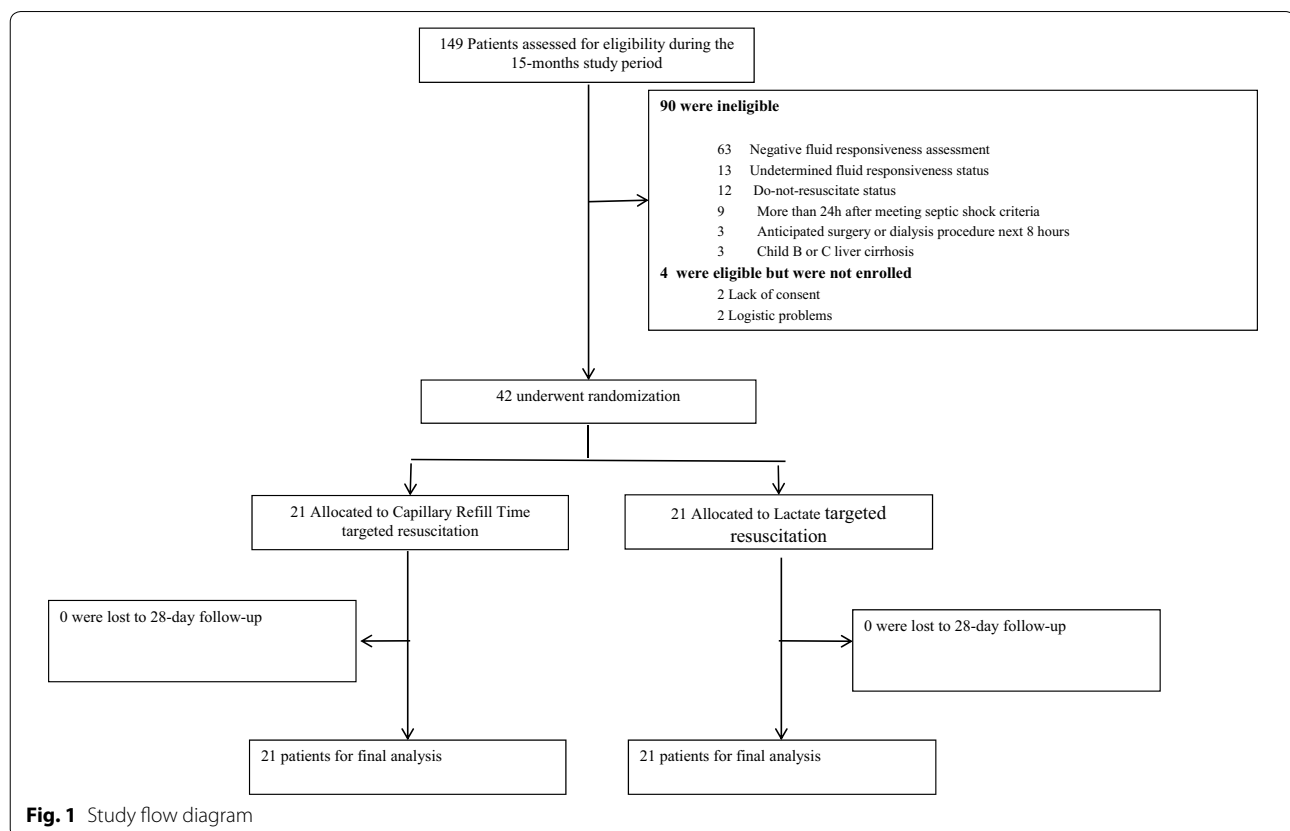 149 Patients assessed for eligibility during the
15-months study period
90 were ineligible
63 Negative fluid responsiveness assessment
13 Undetermined fluid responsiveness status
12 Do-not-resuscitate status
9 More than 24h after meeting septic shock criteria
3 Anticipated surgery or dialysis procedure next 8 hours
3 Child B or C liver cirrhosis
4 were eligible but were not enrolled
2 Lack of consent
2 Logistic problems
42 underwent randomization
21 Allocated to Capillary Refill Time
targeted resuscitation
21 Allocated to Lactate targeted
resuscitation
0 were lost to 28-day follow-up
0 were lost to 28-day follow-up
21 patients for final analysis
21 patients for final analysis
Fig. 1 Study flow diagram